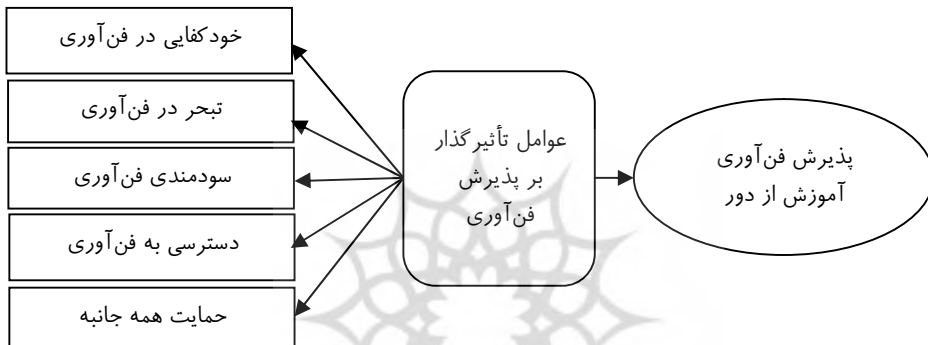 خودکفایی در فن‌آوری
تبحر در فن‌آوری
سودمندی فن‌آوری
دسترسی به فن‌آوری
حمایت همه جانبه
عوامل تأثیرگذار
بر پذیرش
فن‌آوری
پذیرش فن‌آوری
آموزش از دور